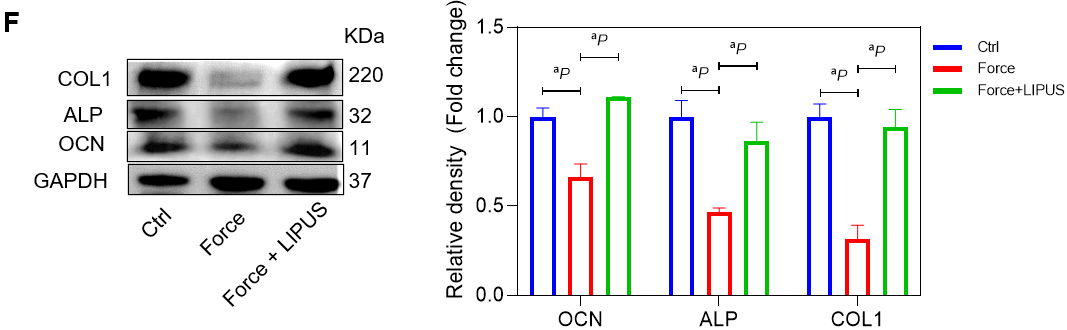 F
KDa
COL1 220
ALP 32
OCN 11
GAPDH 37
Ctrl
Force
Force + LIPUS
Relative density (Fold change)
1.5
1.0
0.5
0.0
aP
aP
aP
aP
aP
aP
OCN
ALP
COL1
Ctrl
Force
Force+LIPUS